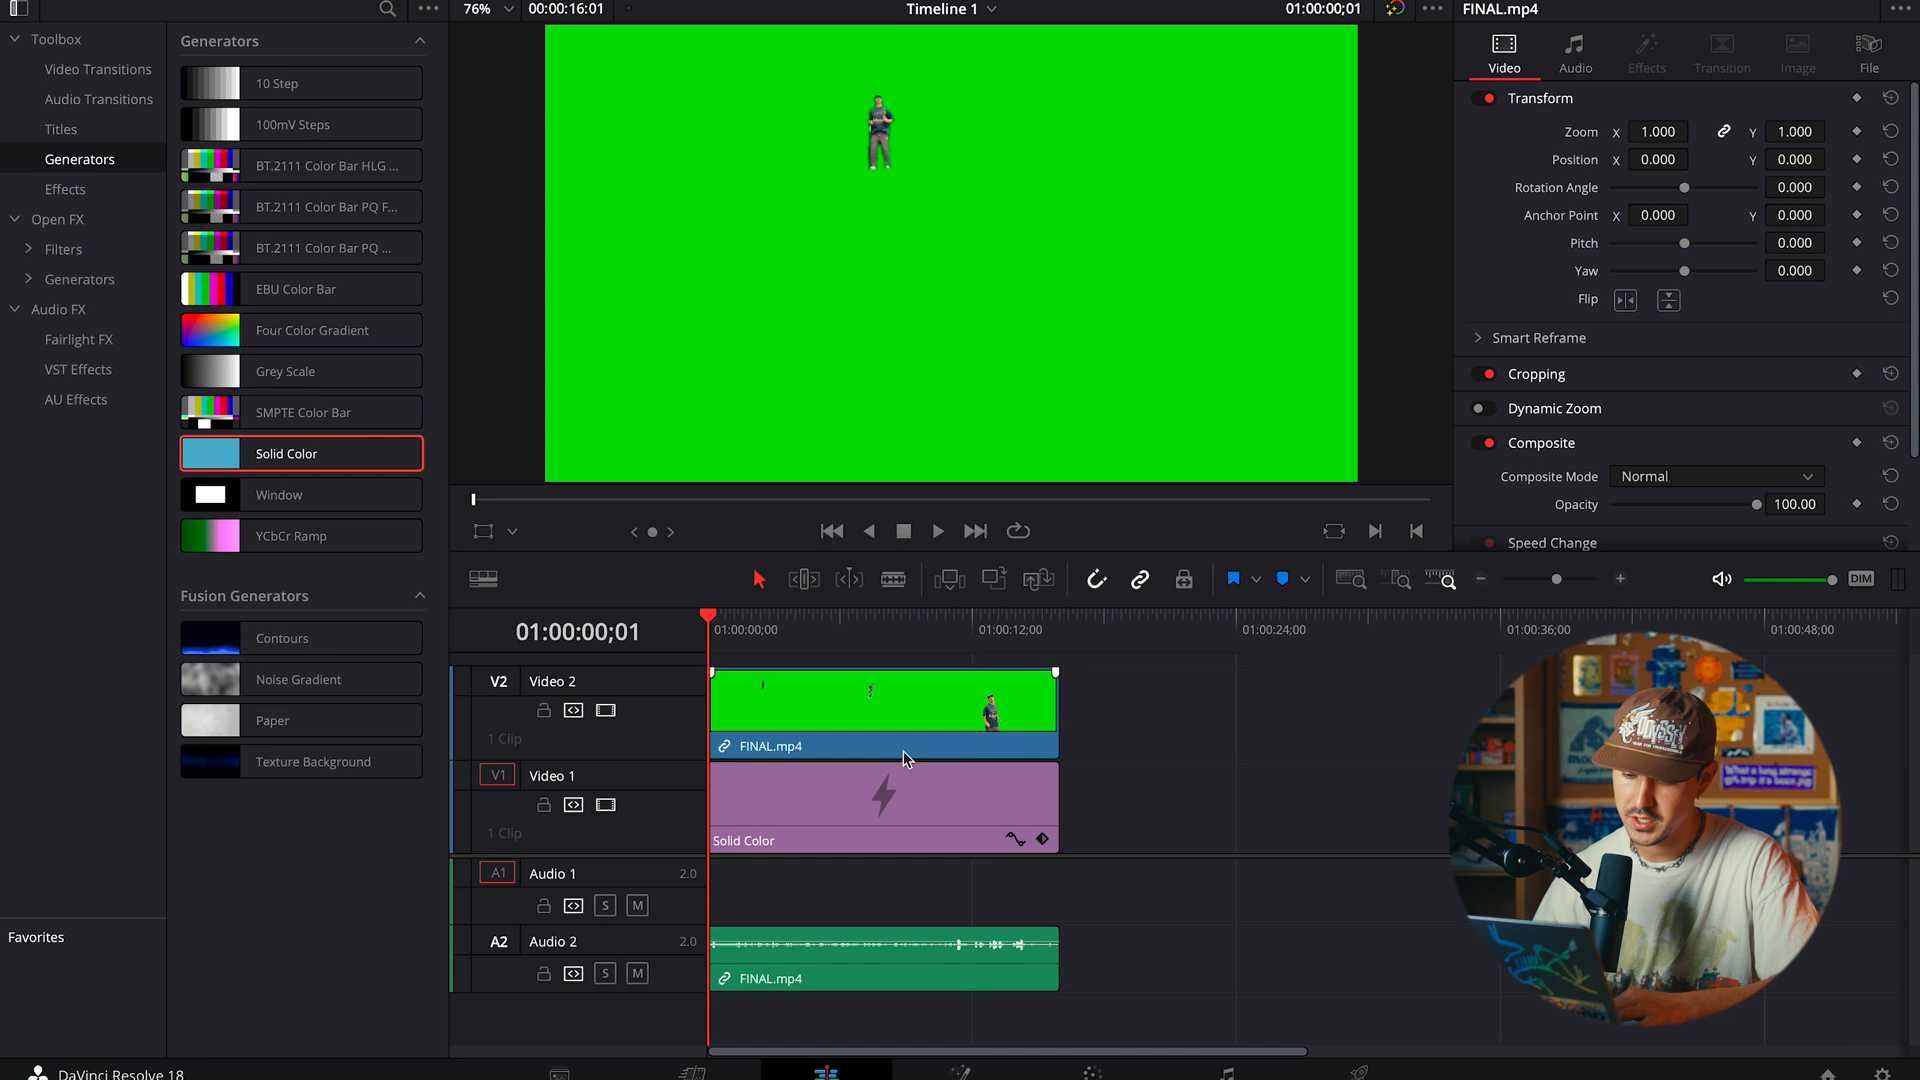 76%
00:00:16:01
Timeline 1
01:00:00;01
FINAL.mp4
Toolbox
Video Transitions
Audio Transitions
Titles
Generators
Effects
Open FX
Filters
Generators
Audio FX
Fairlight FX
VST Effects
AU Effects
Favorites
Generators
10 Step
100mV Steps
BT.2111 Color Bar HLG ...
BT.2111 Color Bar PQ F...
BT.2111 Color Bar PQ ...
EBU Color Bar
Four Color Gradient
Grey Scale
SMPTE Color Bar
Solid Color
Window
YCbCr Ramp
Fusion Generators
Contours
Noise Gradient
Paper
Texture Background
Video
Audio
Effects
Transition
Image
File
Transform
Zoom X 1.000 Y 1.000
Position X 0.000 Y 0.000
Rotation Angle 0.000
Anchor Point X 0.000 Y 0.000
Pitch 0.000
Yaw 0.000
Flip
Smart Reframe
Cropping
Dynamic Zoom
Composite
Composite Mode Normal
Opacity 100.00
Speed Change
DIM
01:00:00;01
01:00:00;00
01:00:12;00
01:00:24;00
01:00:36;00
01:00:48;00
V2 Video 2
1 Clip
FINAL.mp4
V1 Video 1
1 Clip
Solid Color
A1 Audio 1 2.0
S M
A2 Audio 2 2.0
S M
FINAL.mp4
ODYSSEY
DaVinci Resolve 18